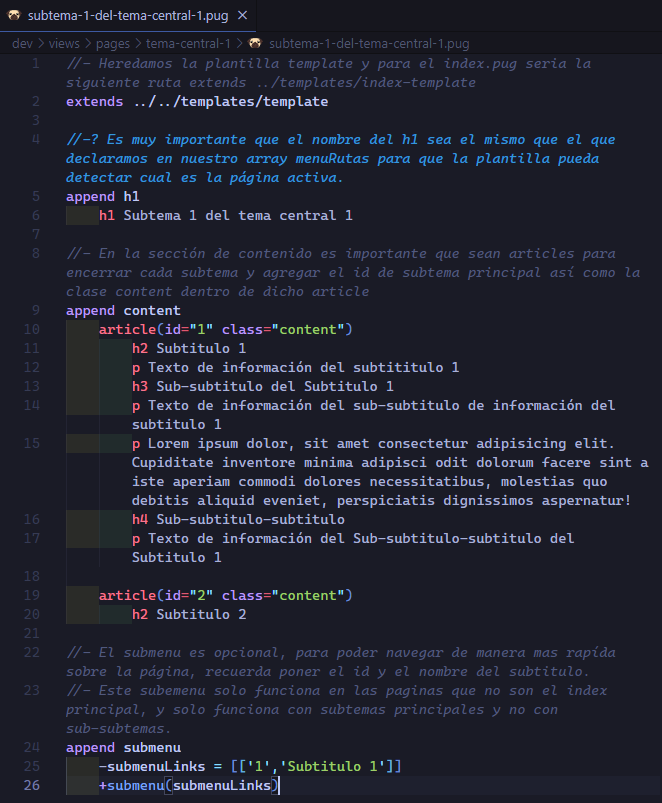 subtema-1-del-tema-central-1.pug ×
dev > views > pages > tema-central-1 > subtema-1-del-tema-central-1.pug
1 //- Heredamos la plantilla template y para el index.pug seria la
siguiente ruta extends ../templates/index-template
2 extends ../../templates/template
3
4 //-? Es muy importante que el nombre del h1 sea el mismo que el que
declaramos en nuestro array menuRutas para que la plantilla pueda
detectar cual es la página activa.
5 append h1
6 h1 Subtema 1 del tema central 1
7
8 //- En la sección de contenido es importante que sean articles para
encerrar cada subtema y agregar el id de subtema principal así como la
clase content dentro de dicho article
9 append content
10 article(id="1" class="content")
11 h2 Subtitulo 1
12 p Texto de información del subtititulo 1
13 h3 Sub-subtitulo del Subtitulo 1
14 p Texto de información del sub-subtitulo de información del
subtitulo 1
15 p Lorem ipsum dolor, sit amet consectetur adipisicing elit.
Cupiditate inventore minima adipisci odit dolorum facere sint a
iste aperiam commodi dolores necessitatibus, molestias quo
debitis aliquid eveniet, perspiciatis dignissimos aspernatur!
16 h4 Sub-subtitulo-subtitulo
17 p Texto de información del Sub-subtitulo-subtitulo del
Subtitulo 1
18
19 article(id="2" class="content")
20 h2 Subtitulo 2
21
22 //- El submenu es opcional, para poder navegar de manera mas rapída
sobre la página, recuerda poner el id y el nombre del subtitulo.
23 //- Este subemenu solo funciona en las paginas que no son el index
principal, y solo funciona con subtemas principales y no con
sub-subtemas.
24 append submenu
25 -submenuLinks = [['1','Subtitulo 1']]
26 +submenu(submenuLinks)